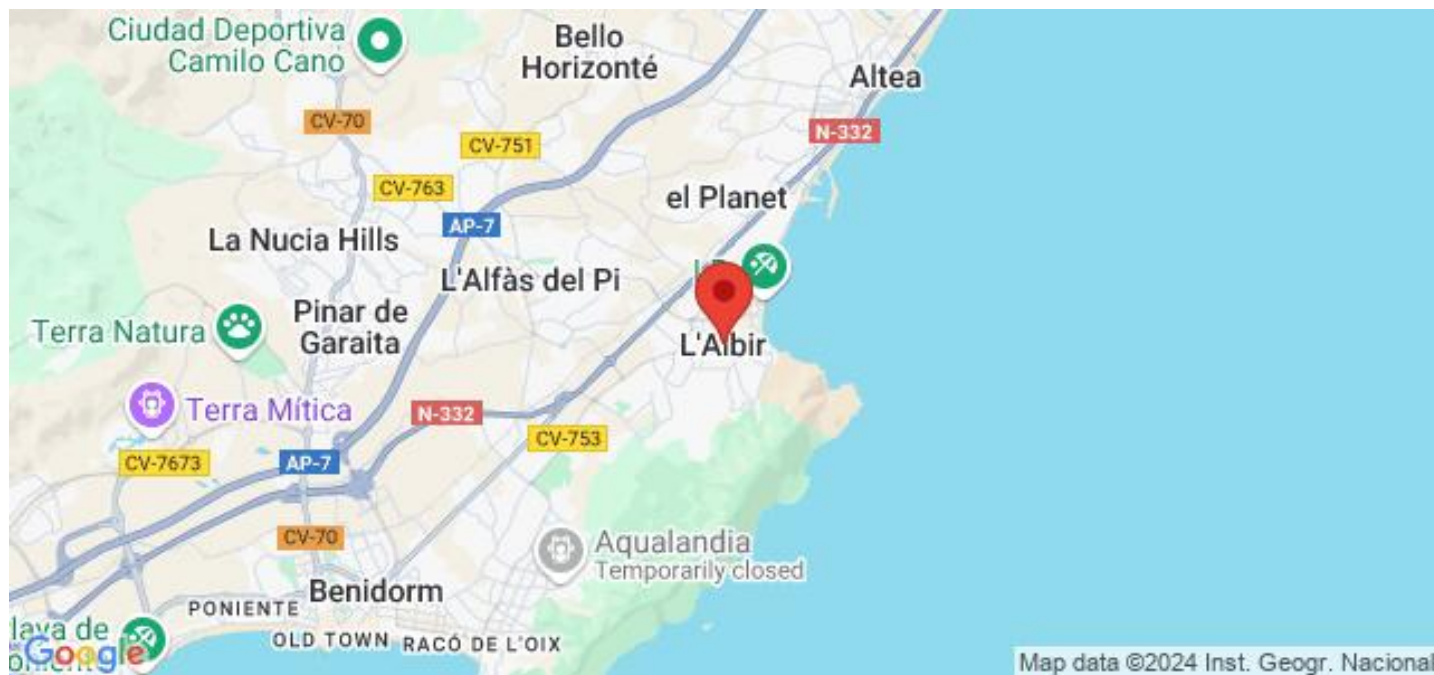 Ciudad Deportiva
Camilo Cano
Bello
Horizonté
Altea
CV-70
N-332
CV-751
CV-763
el Planet
AP-7
La Nucia Hills
L'Alfàs del Pi
Pinar de
Garaita
Terra Natura
L'Albir
Terra Mítica
N-332
CV-753
CV-7673
AP-7
CV-70
Aqualandia
Temporarily closed
Benidorm
PONIENTE
OLD TOWN
RACÓ DE L'OIX
de
Google
Map data ©2024 Inst. Geogr. Nacional